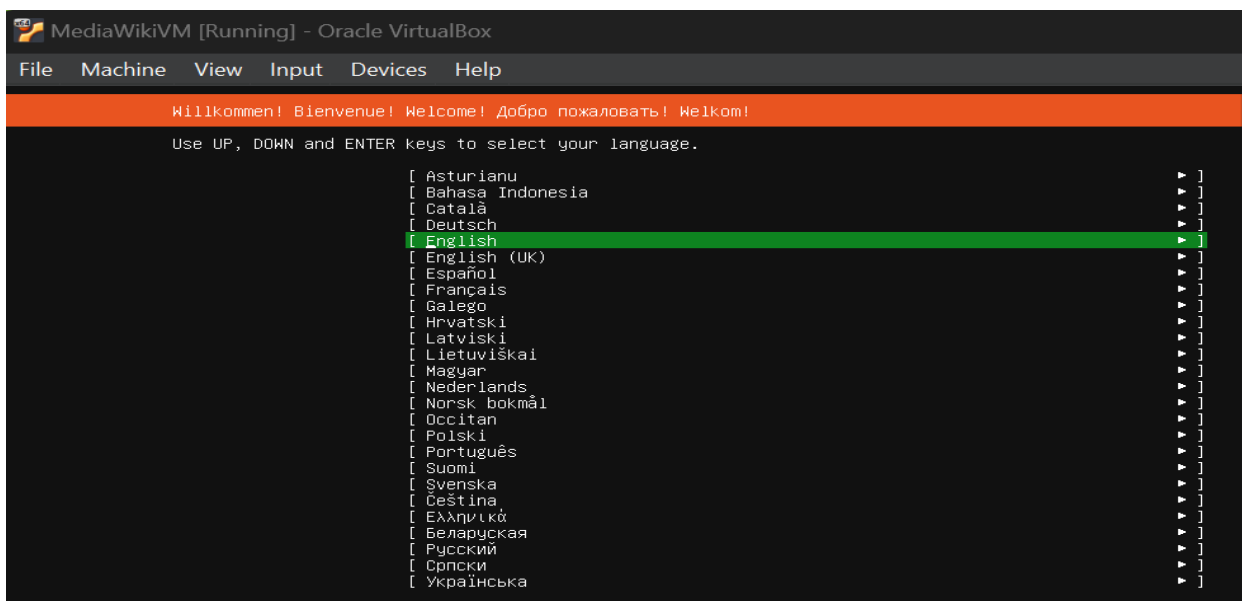 MediaWikiVM [Running] - Oracle VirtualBox
File Machine View Input Devices Help
Willkommen! Bienvenue! Welcome! Добро пожаловать! Welkom!
Use UP, DOWN and ENTER keys to select your language.
[ Asturianu ► ]
[ Bahasa Indonesia ► ]
[ Català ► ]
[ Deutsch ► ]
[ English ► ]
[ English (UK) ► ]
[ Español ► ]
[ Français ► ]
[ Galego ► ]
[ Hrvatski ► ]
[ Latviski ► ]
[ Lietuviškai ► ]
[ Magyar ► ]
[ Nederlands ► ]
[ Norsk bokmål ► ]
[ Occitan ► ]
[ Polski ► ]
[ Português ► ]
[ Suomi ► ]
[ Svenska ► ]
[ Čeština ► ]
[ Ελληνικά ► ]
[ Беларуская ► ]
[ Русский ► ]
[ Српски ► ]
[ Українська ► ]